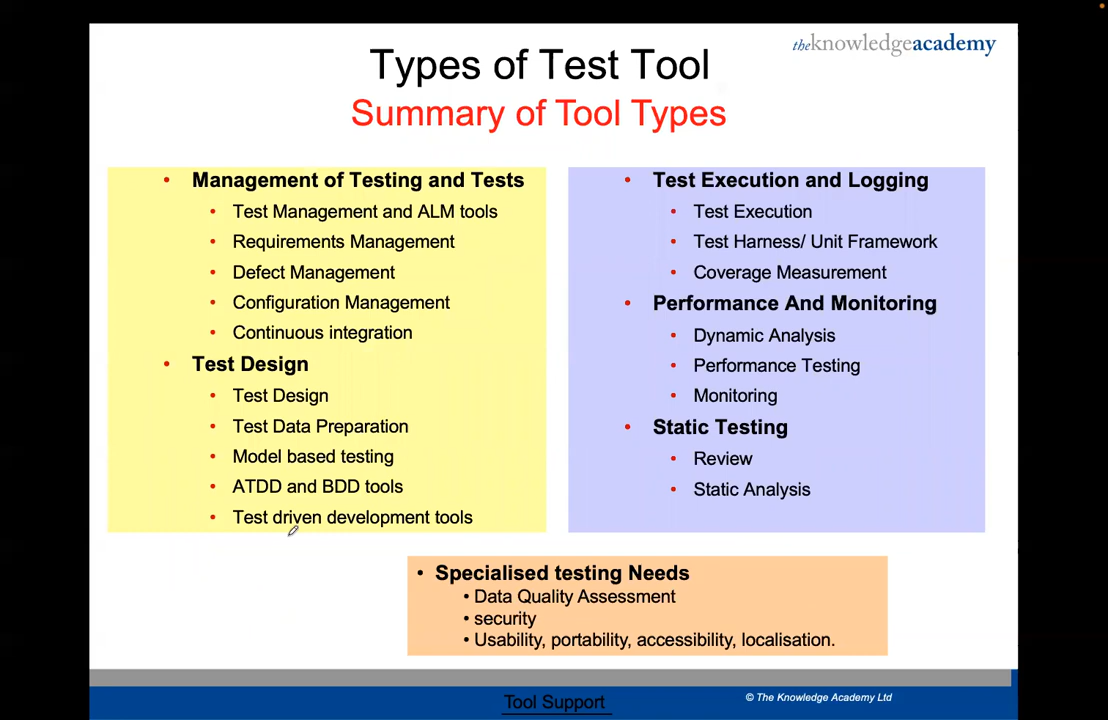 theknowledgeacademy
Types of Test Tool
Summary of Tool Types
• Management of Testing and Tests
• Test Management and ALM tools
• Requirements Management
• Defect Management
• Configuration Management
• Continuous integration
• Test Design
• Test Design
• Test Data Preparation
• Model based testing
• ATDD and BDD tools
• Test driven development tools
• Test Execution and Logging
• Test Execution
• Test Harness/ Unit Framework
• Coverage Measurement
• Performance And Monitoring
• Dynamic Analysis
• Performance Testing
• Monitoring
• Static Testing
• Review
• Static Analysis
• Specialised testing Needs
• Data Quality Assessment
• security
• Usability, portability, accessibility, localisation.
Tool Support
© The Knowledge Academy Ltd